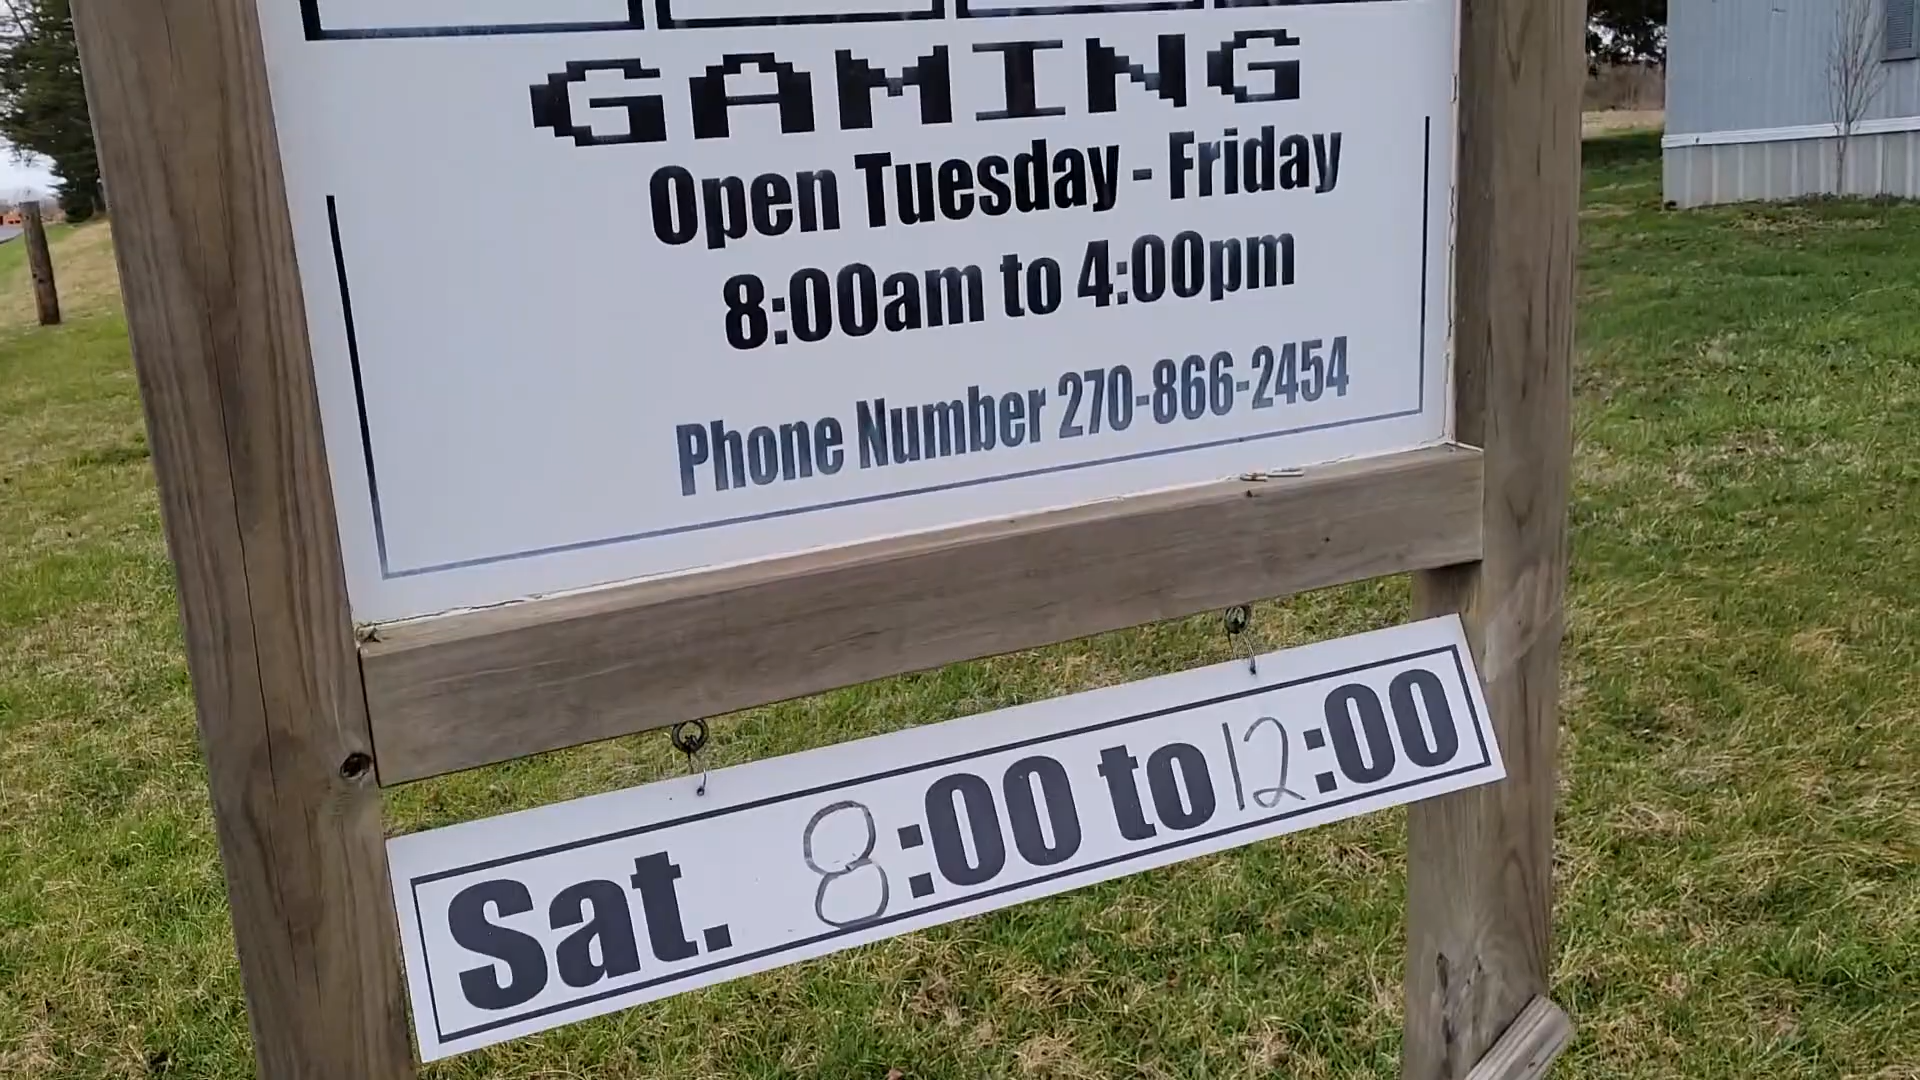 GAMING
Open Tuesday - Friday
8:00am to 4:00pm
Phone Number 270-866-2454
Sat. 8:00 to 12:00